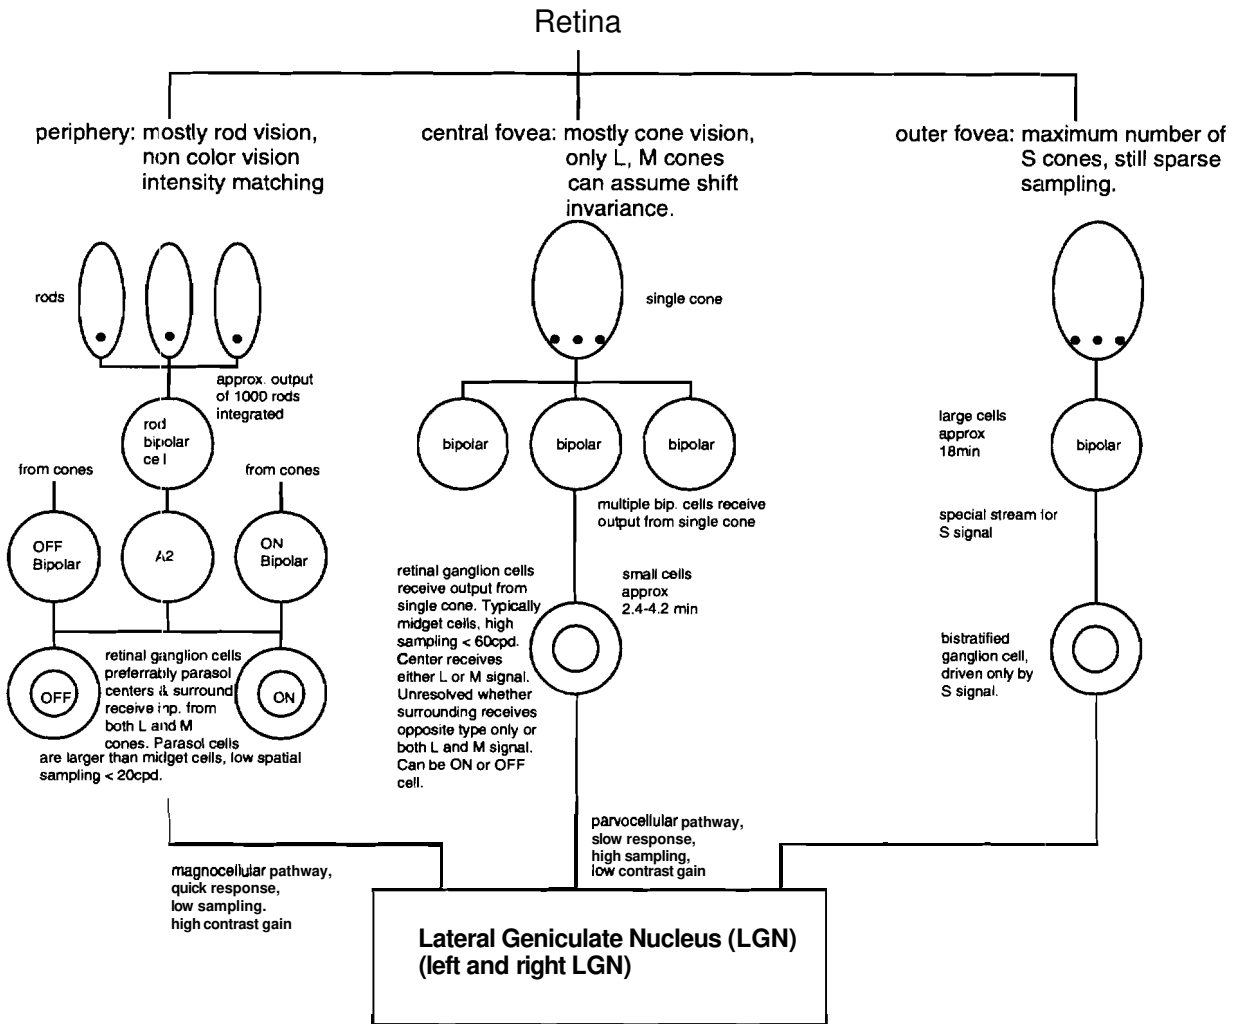 Retina
periphery: mostly rod vision,
non color vision
intensity matching
central fovea: mostly cone vision,
only L, M cones
can assume shift
invariance.
outer fovea: maximum number of
S cones, still sparse
sampling.
rods
approx. output
of 1000 rods
integrated
rod
bipolar
cell
from cones
from cones
OFF
Bipolar
A2
ON
Bipolar
retinal ganglion cells
preferrably parasol
centers & surround
receive inp. from
both L and M
cones. Parasol cells
are larger than midget cells, low spatial
sampling < 20cpd.
OFF
ON
magnocellular pathway,
quick response,
low sampling.
high contrast gain
single cone
bipolar
bipolar
bipolar
multiple bip. cells receive
output from single cone
retinal ganglion cells
receive output from
single cone. Typically
midget cells, high
sampling < 60cpd.
Center receives
either L or M signal.
Unresolved whether
surrounding receives
opposite type only or
both L and M signal.
Can be ON or OFF
cell.
small cells
approx
2.4-4.2 min
parvocellular pathway,
slow response,
high sampling,
low contrast gain
large cells
approx
18min
bipolar
special stream for
S signal
bistratified
ganglion cell,
driven only by
S signal.
Lateral Geniculate Nucleus (LGN)
(left and right LGN)